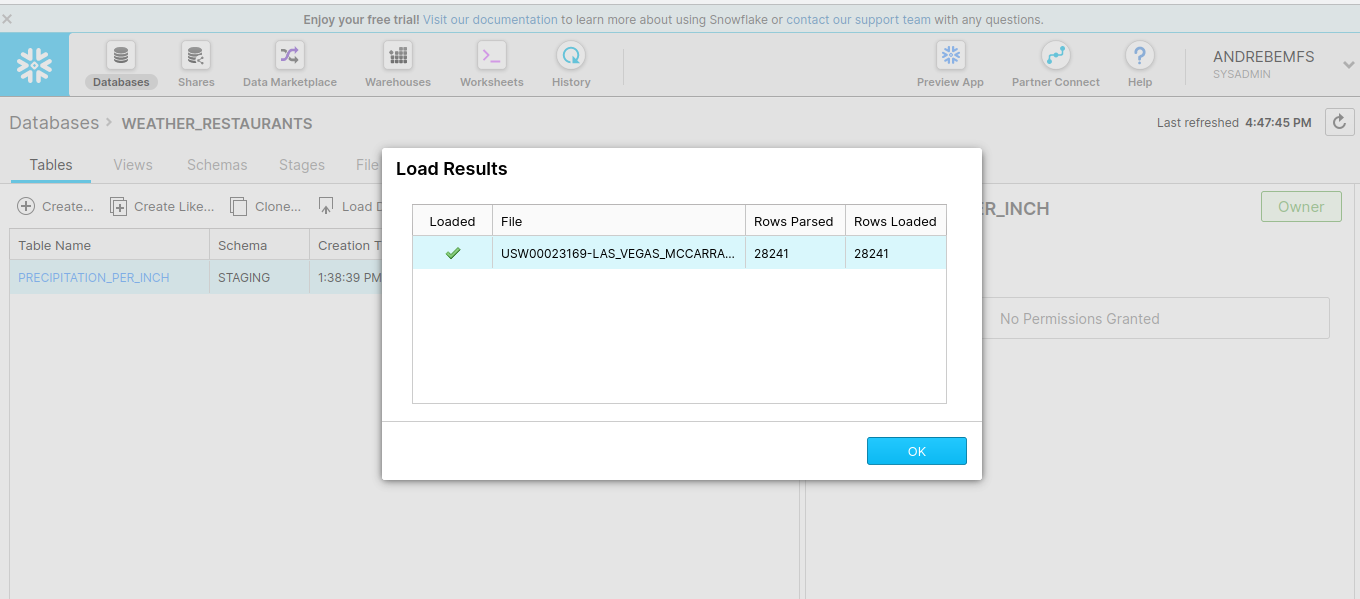 Enjoy your free trial! Visit our documentation to learn more about using Snowflake or contact our support team with any questions.
Databases Shares Data Marketplace Warehouses Worksheets History Preview App Partner Connect Help
ANDREBEMFS
SYSADMIN
Databases > WEATHER_RESTAURANTS
Last refreshed 4:47:45 PM
Tables Views Schemas Stages File
Create... Create Like... Clone... Load D
ER_INCH
Owner
Table Name Schema Creation T
PRECIPITATION_PER_INCH STAGING 1:38:39 PM
No Permissions Granted
Load Results
Loaded File Rows Parsed Rows Loaded
USW00023169-LAS_VEGAS_MCCARRA... 28241 28241
OK